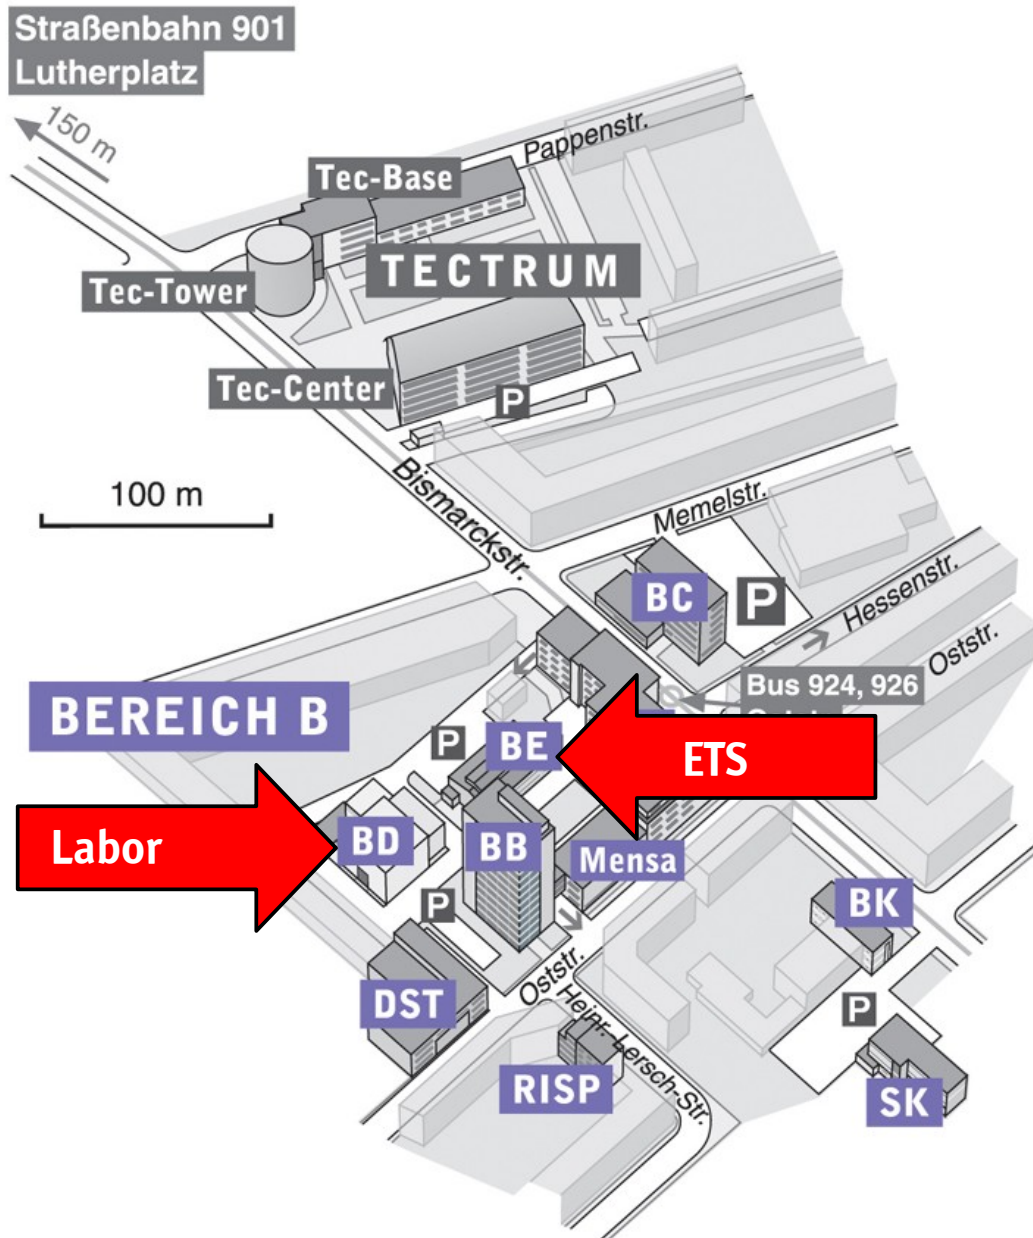 Straßenbahn 901
Lutherplatz
150 m
Pappenstr.
Tec-Base
TECTRUM
Tec-Tower
Tec-Center
P
Bismarckstr.
100 m
Memelstr.
BC
P
Hessenstr.
Oststr.
Bus 924, 926
BEREICH B
P
BE
ETS
Labor
BD
BB
Mensa
BK
P
Oststr.
DST
Heinr.-Lersch-Str.
P
RISP
SK